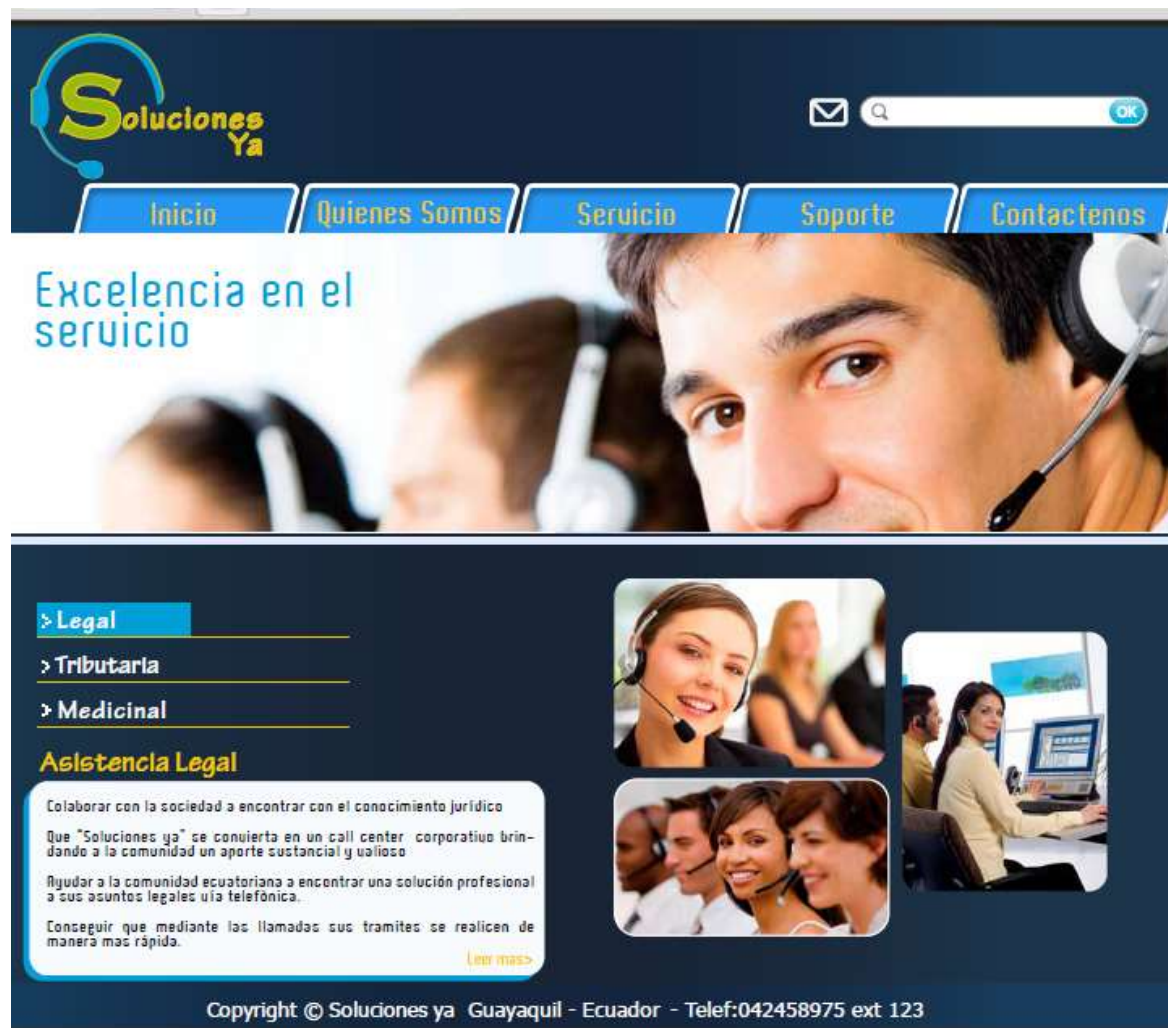 Soluciones
Ya
OK
Inicio
Quienes Somos
Servicio
Soporte
Contactenos
Excelencia en el
servicio
> Legal
> Tributaria
> Medicinal
Asistencia Legal
Colaborar con la sociedad a encontrar con el conocimiento jurídico
Que "Soluciones ya" se convierta en un call center corporativo brin-
dando a la comunidad un aporte sustancial y valioso
Ayudar a la comunidad ecuatoriana a encontrar una solución profesional
a sus asuntos legales vía telefònica.
Conseguir que mediante las llamadas sus tramites se realicen de
manera mas rápida.
Leer mas>
Copyright © Soluciones ya Guayaquil - Ecuador - Telef:042458975 ext 123